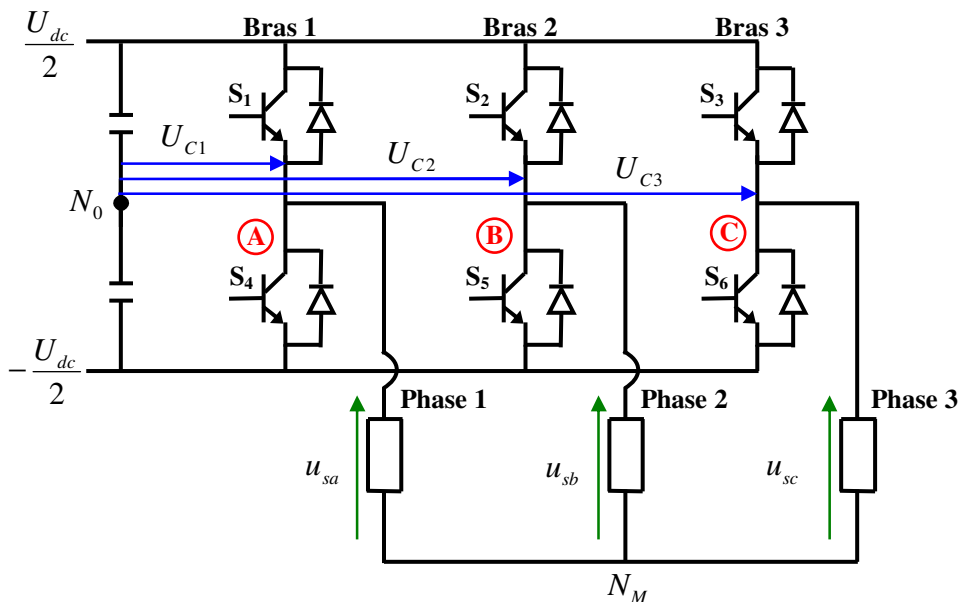 Bras 1 Bras 2 Bras 3
U_dc/2
S1 S2 S3
U_C1
U_C2
U_C3
N_0
A B C
S4 S5 S6
-U_dc/2
Phase 1 Phase 2 Phase 3
u_sa u_sb u_sc
N_M